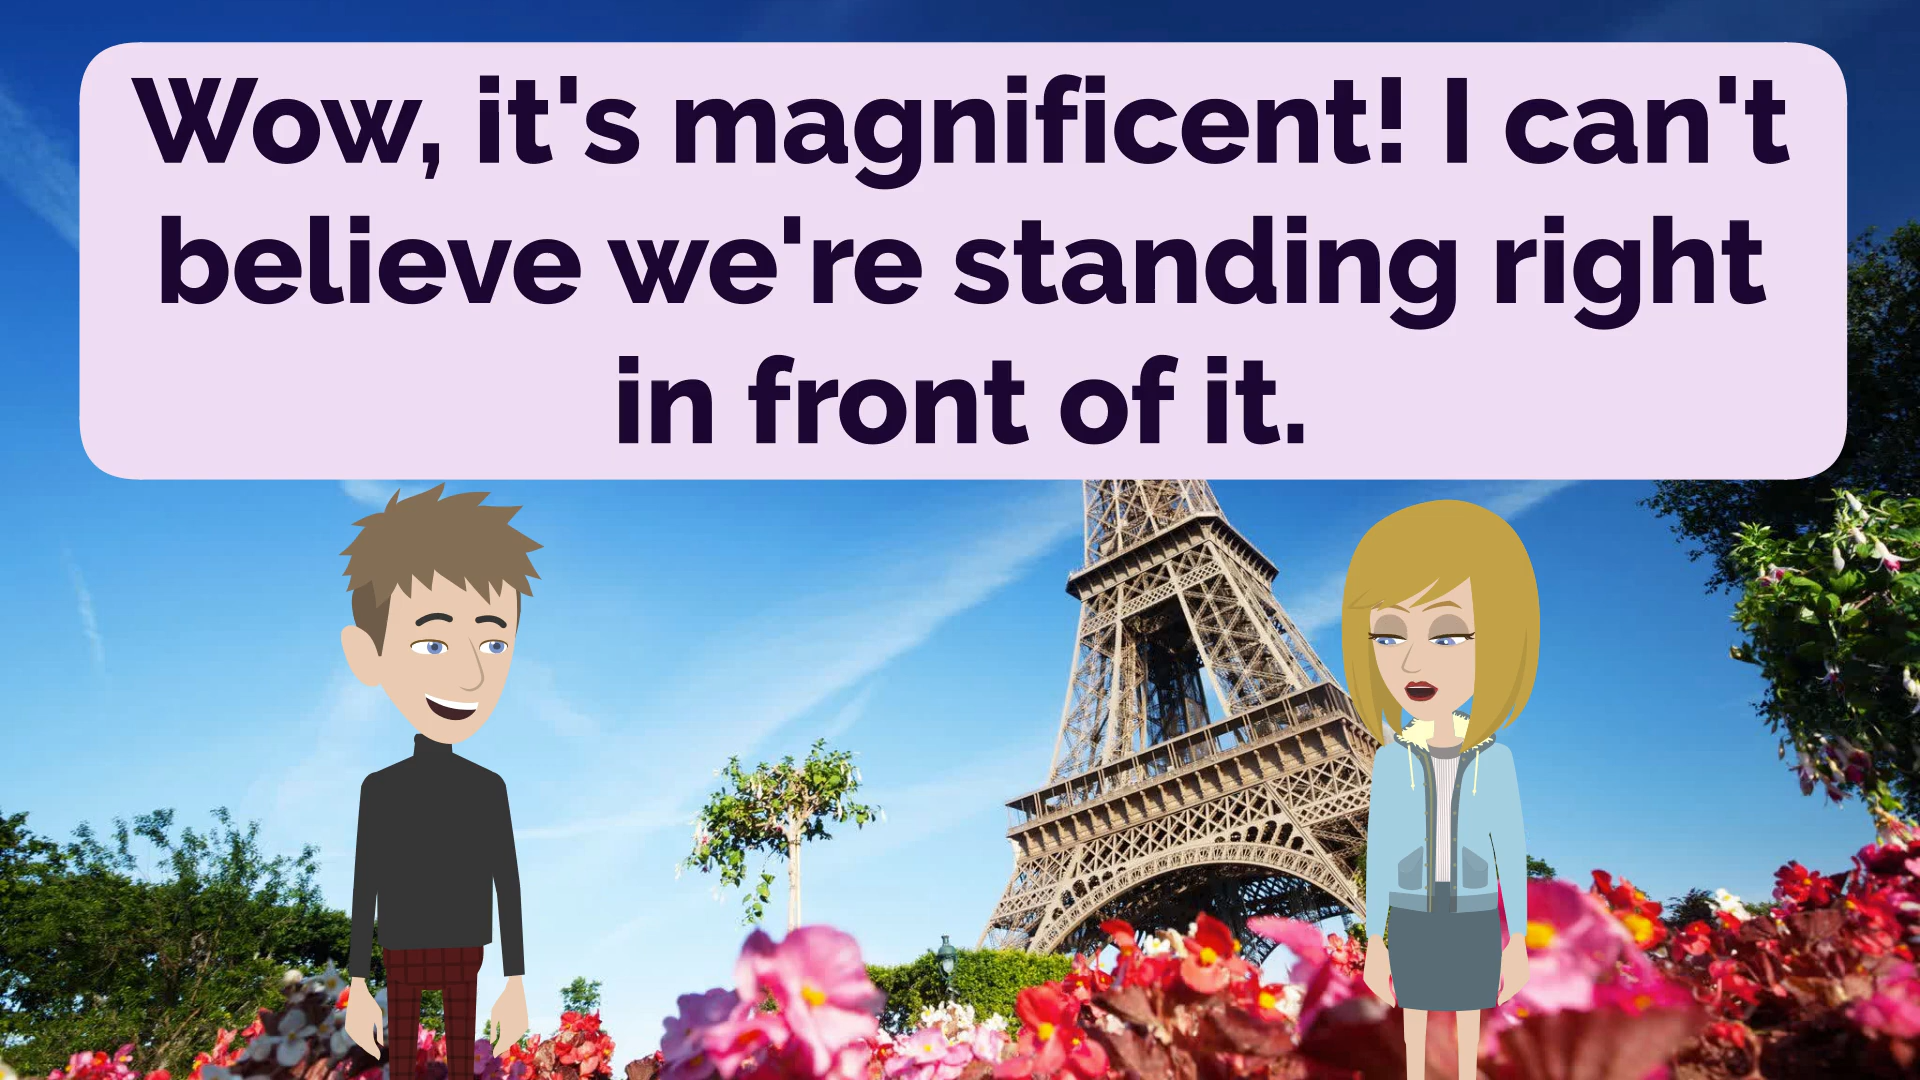 Wow, it's magnificent! I can't
believe we're standing right
in front of it.